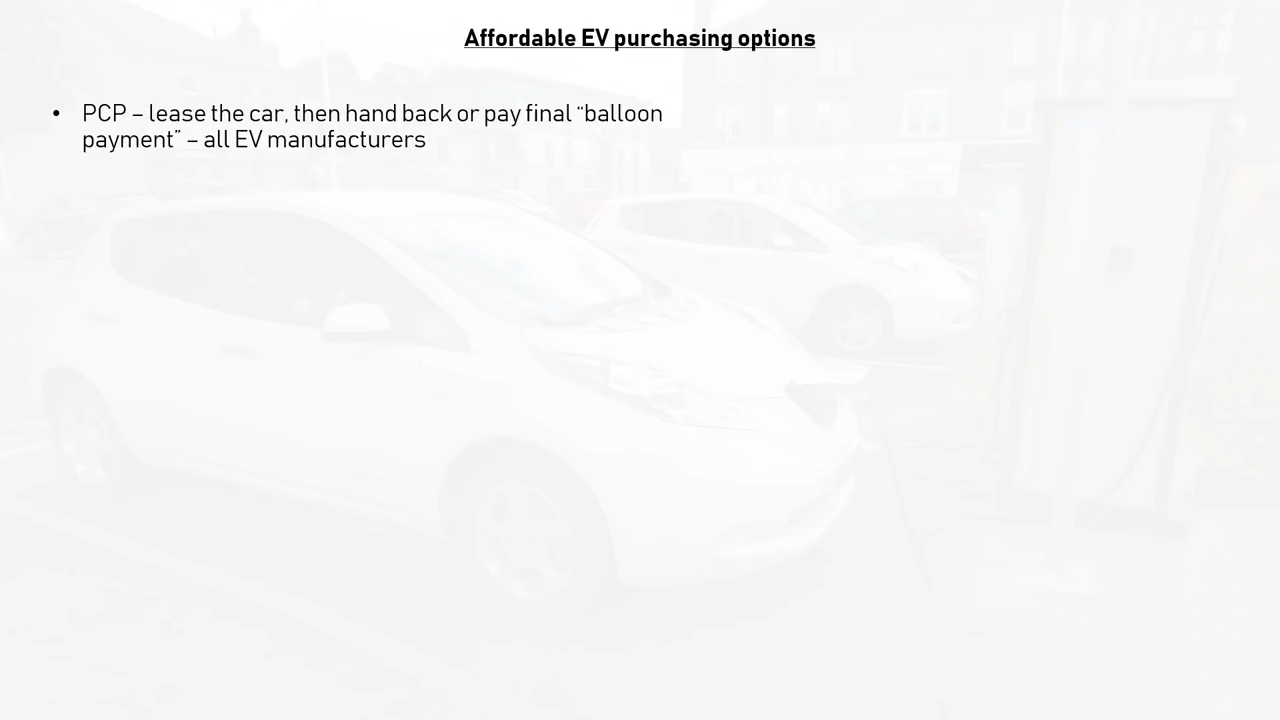 Affordable EV purchasing options
• PCP – lease the car, then hand back or pay final “balloon
payment” – all EV manufacturers